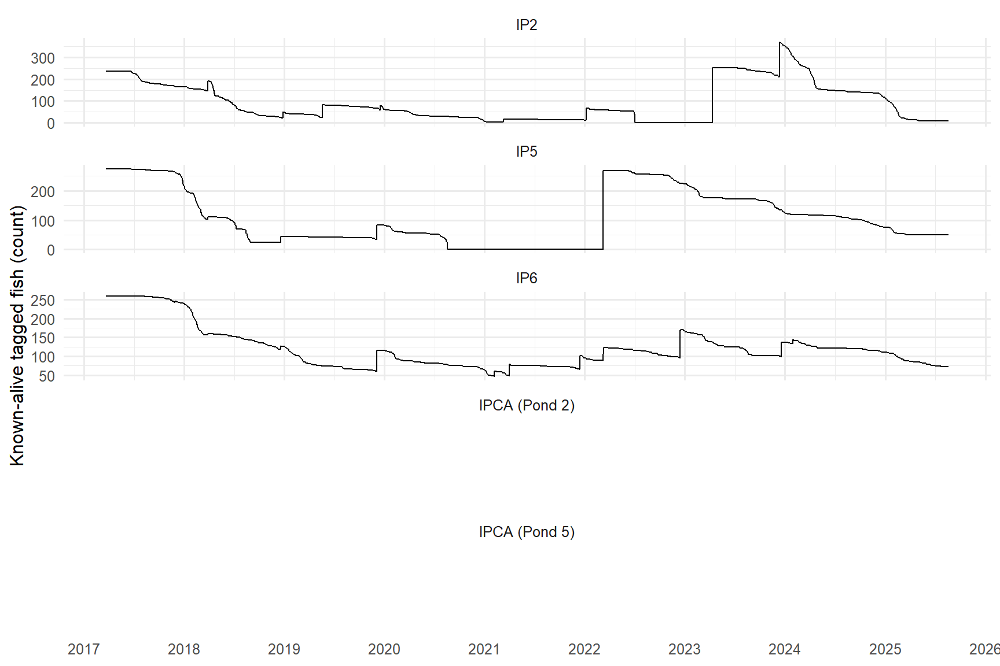 IP2
300
200
100
0
IP5
200
100
0
IP6
250
200
150
100
50
IPCA (Pond 2)
IPCA (Pond 5)
Known-alive tagged fish (count)
2017 2018 2019 2020 2021 2022 2023 2024 2025 2026